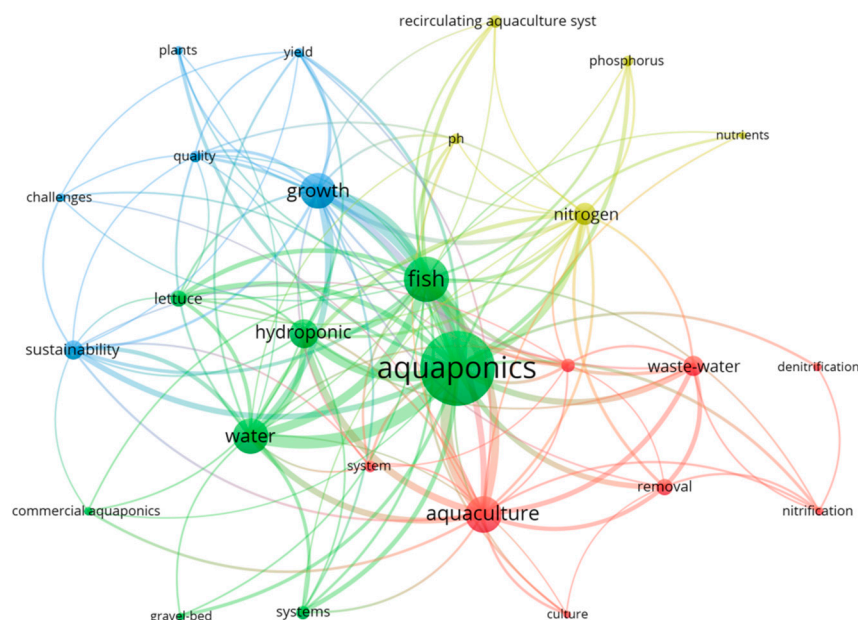 recirculating aquaculture syst
plants
yield
phosphorus
ph
nutrients
quality
growth
challenges
nitrogen
fish
lettuce
hydroponic
sustainability
aquaponics
waste-water
denitrification
water
system
removal
commercial aquaponics
aquaculture
nitrification
gravel-bed
systems
culture